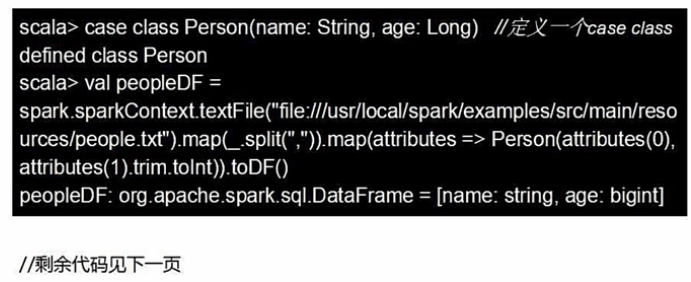 scala> case class Person(name: String, age: Long)   //定义一个case class
defined class Person
scala> val peopleDF =
spark.sparkContext.textFile("file:///usr/local/spark/examples/src/main/reso
urces/people.txt").map(_.split(",")).map(attributes => Person(attributes(0),
attributes(1).trim.toInt)).toDF()
peopleDF: org.apache.spark.sql.DataFrame = [name: string, age: bigint]
//剩余代码见下一页